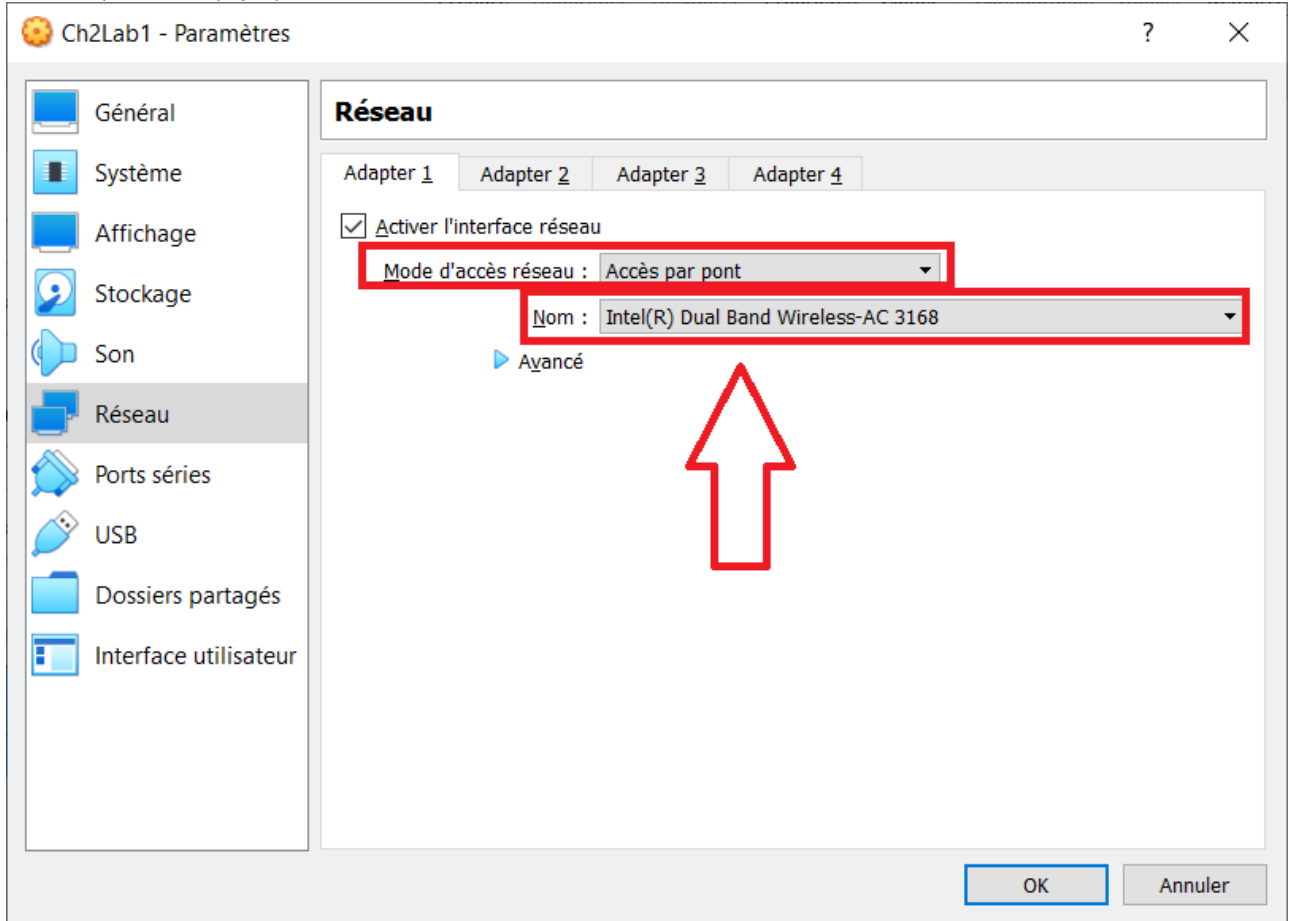 Ch2Lab1 - Paramètres
?
Général
Système
Affichage
Stockage
Son
Réseau
Ports séries
USB
Dossiers partagés
Interface utilisateur
Réseau
Adapter 1 Adapter 2 Adapter 3 Adapter 4
Activer l'interface réseau
Mode d'accès réseau : Accès par pont
Nom : Intel(R) Dual Band Wireless-AC 3168
Avancé
OK Annuler